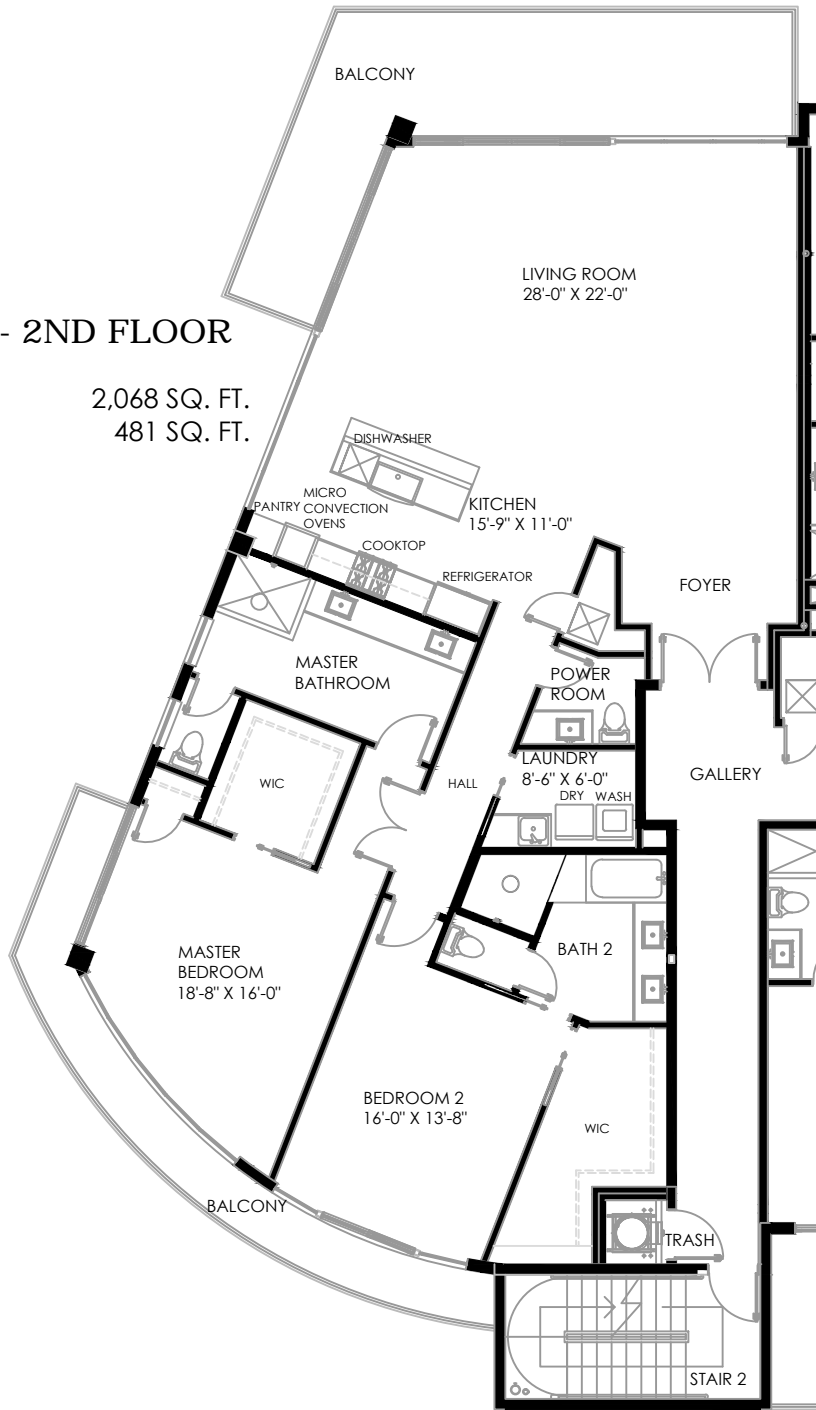 BALCONY
LIVING ROOM
28'-0" X 22'-0"
- 2ND FLOOR
2,068 SQ. FT.
481 SQ. FT.
DISHWASHER
MICRO
PANTRY CONVECTION
OVENS
KITCHEN
15'-9" X 11'-0"
COOKTOP
REFRIGERATOR
FOYER
MASTER
BATHROOM
POWER
ROOM
LAUNDRY
8'-6" X 6'-0"
DRY WASH
WIC
HALL
GALLERY
MASTER
BEDROOM
18'-8" X 16'-0"
BATH 2
BEDROOM 2
16'-0" X 13'-8"
WIC
BALCONY
TRASH
STAIR 2